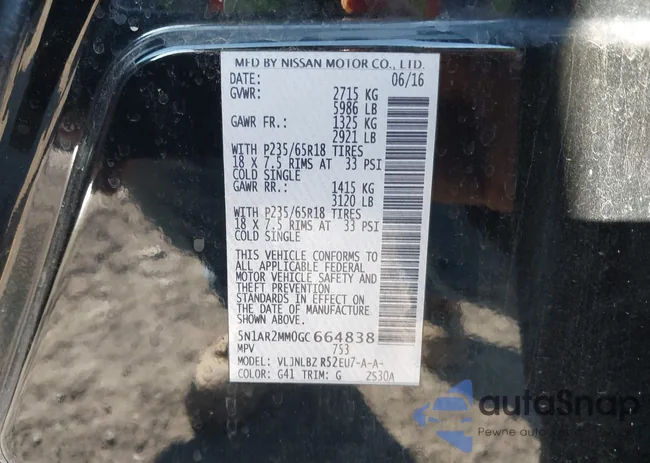 MFD BY NISSAN MOTOR CO., LTD.
DATE: 06/16
GVWR: 2715 KG
5986 LB
GAWR FR.: 1325 KG
2921 LB
WITH P235/65R18 TIRES
18 X 7.5 RIMS AT 33 PSI
COLD SINGLE
GAWR RR.: 1415 KG
3120 LB
WITH P235/65R18 TIRES
18 X 7.5 RIMS AT 33 PSI
COLD SINGLE
THIS VEHICLE CONFORMS TO
ALL APPLICABLE FEDERAL
MOTOR VEHICLE SAFETY AND
THEFT PREVENTION
STANDARDS IN EFFECT ON
THE DATE OF MANUFACTURE
SHOWN ABOVE.
5N1AR2MM0GC664838
MPV 753
MODEL: VLJNLBZ R52EU7-A-A-
COLOR: G41 TRIM: G 2530A
autoSnap